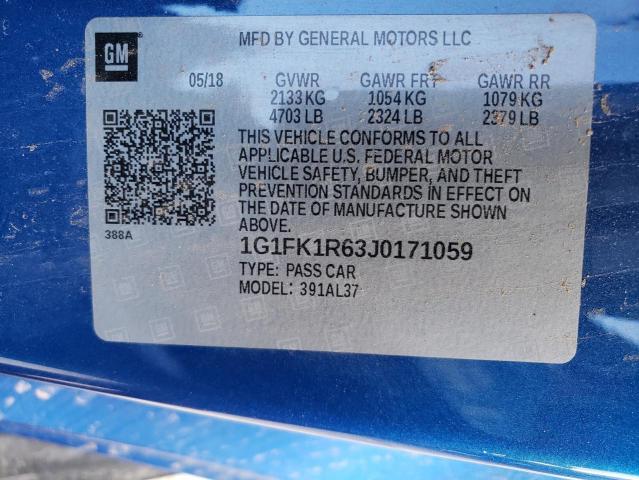 GM
MFD BY GENERAL MOTORS LLC
05/18 GVWR GAWR FRT GAWR RR
2133 KG 1054 KG 1079 KG
4703 LB 2324 LB 2379 LB
THIS VEHICLE CONFORMS TO ALL
APPLICABLE U.S. FEDERAL MOTOR
VEHICLE SAFETY, BUMPER, AND THEFT
PREVENTION STANDARDS IN EFFECT ON THE
DATE OF MANUFACTURE SHOWN
ABOVE.
388A
1G1FK1R63J0171059
TYPE: PASS CAR
MODEL: 391AL37